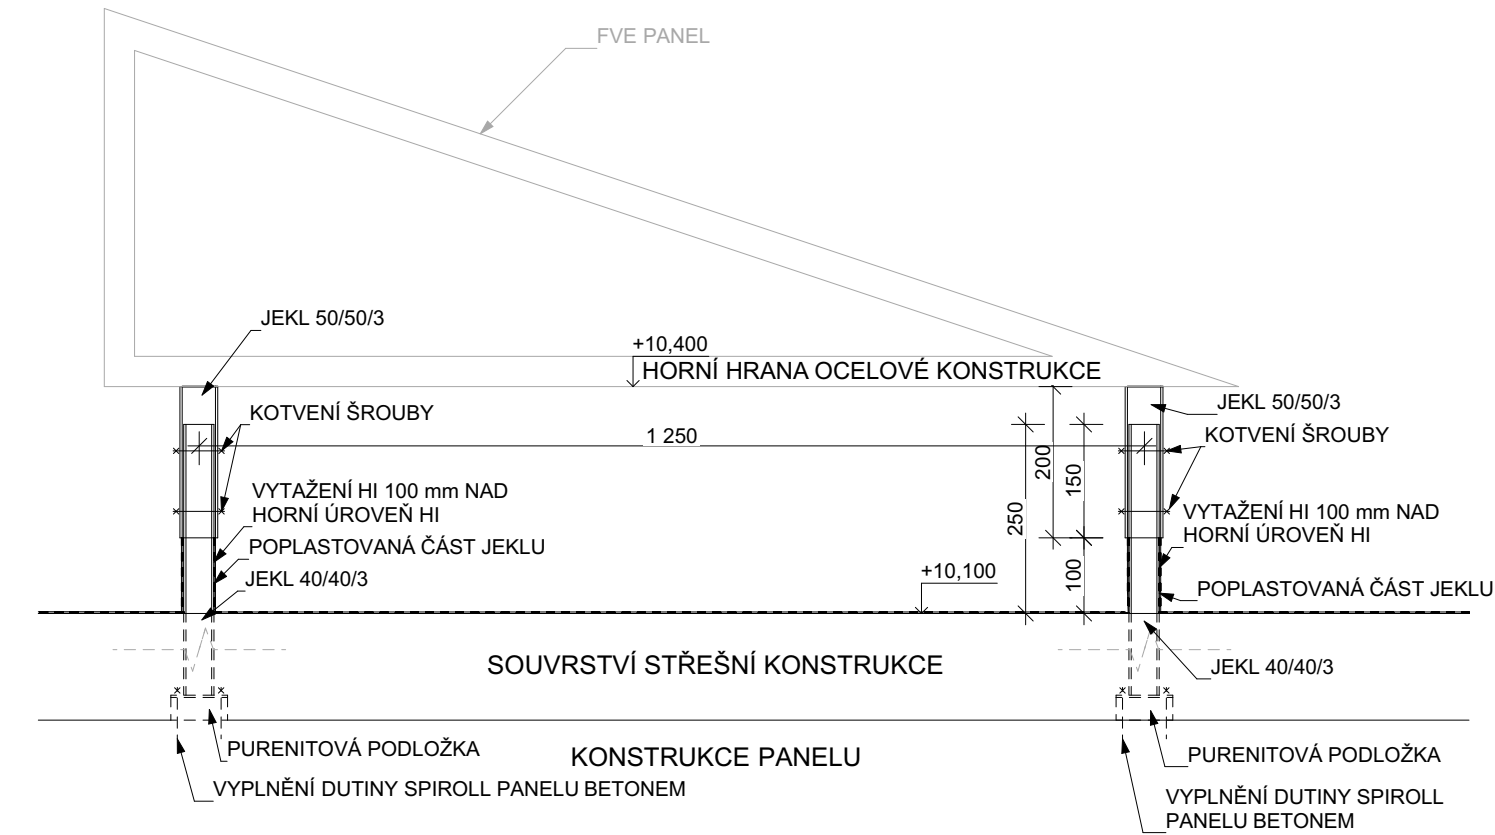 FVE PANEL
JEKL 50/50/3
+10,400
HORNÍ HRANA OCELOVÉ KONSTRUKCE
JEKL 50/50/3
KOTVENÍ ŠROUBY
1 250
KOTVENÍ ŠROUBY
200
150
250
100
VYTAŽENÍ HI 100 mm NAD
HORNÍ ÚROVEŇ HI
VYTAŽENÍ HI 100 mm NAD
HORNÍ ÚROVEŇ HI
POPLASTOVANÁ ČÁST JEKLU
JEKL 40/40/3
+10,100
POPLASTOVANÁ ČÁST JEKLU
SOUVRSTVÍ STŘEŠNÍ KONSTRUKCE
JEKL 40/40/3
PURENITOVÁ PODLOŽKA
KONSTRUKCE PANELU
PURENITOVÁ PODLOŽKA
VYPLNĚNÍ DUTINY SPIROLL PANELU BETONEM
VYPLNĚNÍ DUTINY SPIROLL
PANELU BETONEM